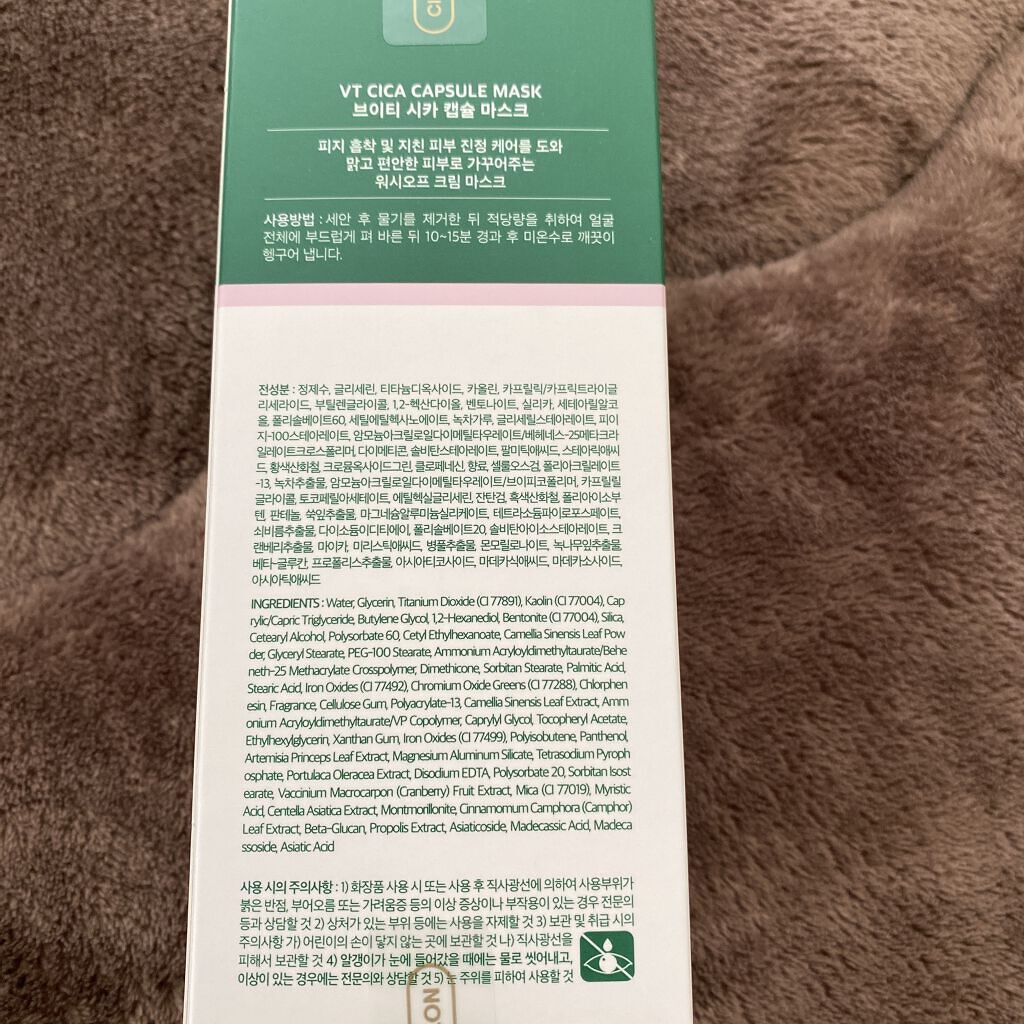 CI
VT CICA CAPSULE MASK
브이티 시카 캡슐 마스크
피지 흡착 및 지친 피부 진정 케어를 도와
맑고 편안한 피부로 가꾸어주는
워시오프 크림 마스크
사용방법 : 세안 후 물기를 제거한 뒤 적당량을 취하여 얼굴
전체에 부드럽게 펴 바른 뒤 10~15분 경과 후 미온수로 깨끗이
헹구어 냅니다.
전성분 : 정제수, 글리세린, 티타늄디옥사이드, 카올린, 카프릴릭/카프릭트라이글
리세라이드, 부틸렌글라이콜, 1,2-헥산다이올, 벤토나이트, 실리카, 세테아릴알코
올, 폴리솔베이트60, 세틸에틸헥사노에이트, 녹차가루, 글리세릴스테아레이트, 피이
지-100스테아레이트, 암모늄아크릴로일다이메틸타우레이트/베헤네스-25메타크라
일레이트크로스폴리머, 다이메티콘, 솔비탄스테아레이트, 팔미틱애씨드, 스테아릭애씨
드, 황색산화철, 크로뮴옥사이드그린, 클로페네신, 향료, 셀룰로오스검, 폴리아크릴레이트
-13, 녹차추출물, 암모늄아크릴로일다이메틸타우레이트/브이피코폴리머, 카프릴릴
글라이콜, 토코페릴아세테이트, 에틸헥실글리세린, 잔탄검, 흑색산화철, 폴리아이소부
텐, 판테놀, 쑥잎추출물, 마그네슘알루미늄실리케이트, 테트라소듐파이로포스페이트,
쇠비름추출물, 다이소듐이디티에이, 폴리솔베이트20, 솔비탄아이소스테아레이트, 크
랜베리추출물, 마이카, 미리스틱애씨드, 병풀추출물, 몬모릴로나이트, 녹나무잎추출물,
베타-글루칸, 프로폴리스추출물, 아시아티코사이드, 마데카식애씨드, 마데카소사이드,
아시아틱애씨드
INGREDIENTS : Water, Glycerin, Titanium Dioxide (CI 77891), Kaolin (CI 77004), Cap
rylic/Capric Triglyceride, Butylene Glycol, 1,2-Hexanediol, Bentonite (CI 77004), Silica,
Cetearyl Alcohol, Polysorbate 60, Cetyl Ethylhexanoate, Camellia Sinensis Leaf Pow
der, Glyceryl Stearate, PEG-100 Stearate, Ammonium Acryloyldimethyltaurate/Behe
neth-25 Methacrylate Crosspolymer, Dimethicone, Sorbitan Stearate, Palmitic Acid,
Stearic Acid, Iron Oxides (CI 77492), Chromium Oxide Greens (CI 77288), Chlorphen
esin, Fragrance, Cellulose Gum, Polyacrylate-13, Camellia Sinensis Leaf Extract, Amm
onium Acryloyldimethyltaurate/VP Copolymer, Caprylyl Glycol, Tocopheryl Acetate,
Ethylhexylglycerin, Xanthan Gum, Iron Oxides (CI 77499), Polyisobutene, Panthenol,
Artemisia Princeps Leaf Extract, Magnesium Aluminum Silicate, Tetrasodium Pyroph
osphate, Portulaca Oleracea Extract, Disodium EDTA, Polysorbate 20, Sorbitan Isost
earate, Vaccinium Macrocarpon (Cranberry) Fruit Extract, Mica (CI 77019), Myristic
Acid, Centella Asiatica Extract, Montmorillonite, Cinnamomum Camphora (Camphor)
Leaf Extract, Beta-Glucan, Propolis Extract, Asiaticoside, Madecassic Acid, Madeca
ssoside, Asiatic Acid
사용 시의 주의사항 : 1) 화장품 사용 시 또는 사용 후 직사광선에 의하여 사용부위가
붉은 반점, 부어오름 또는 가려움증 등의 이상 증상이나 부작용이 있는 경우 전문의
등과 상담할 것 2) 상처가 있는 부위 등에는 사용을 자제할 것 3) 보관 및 취급 시의
주의사항 가) 어린이의 손이 닿지 않는 곳에 보관할 것 나) 직사광선을
피해서 보관할 것 4) 알갱이가 눈에 들어갔을 때에는 물로 씻어내고,
이상이 있는 경우에는 전문의와 상담할 것 5) 눈 주위를 피하여 사용할 것
ION